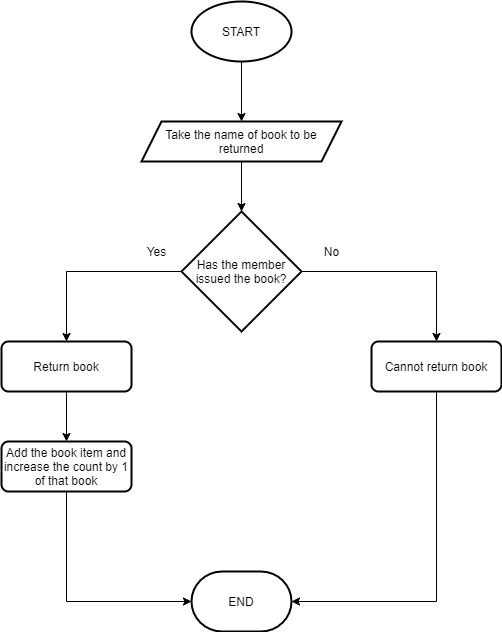 START
Take the name of book to be
returned
Yes
No
Has the member
issued the book?
Return book
Cannot return book
Add the book item and
increase the count by 1
of that book
END